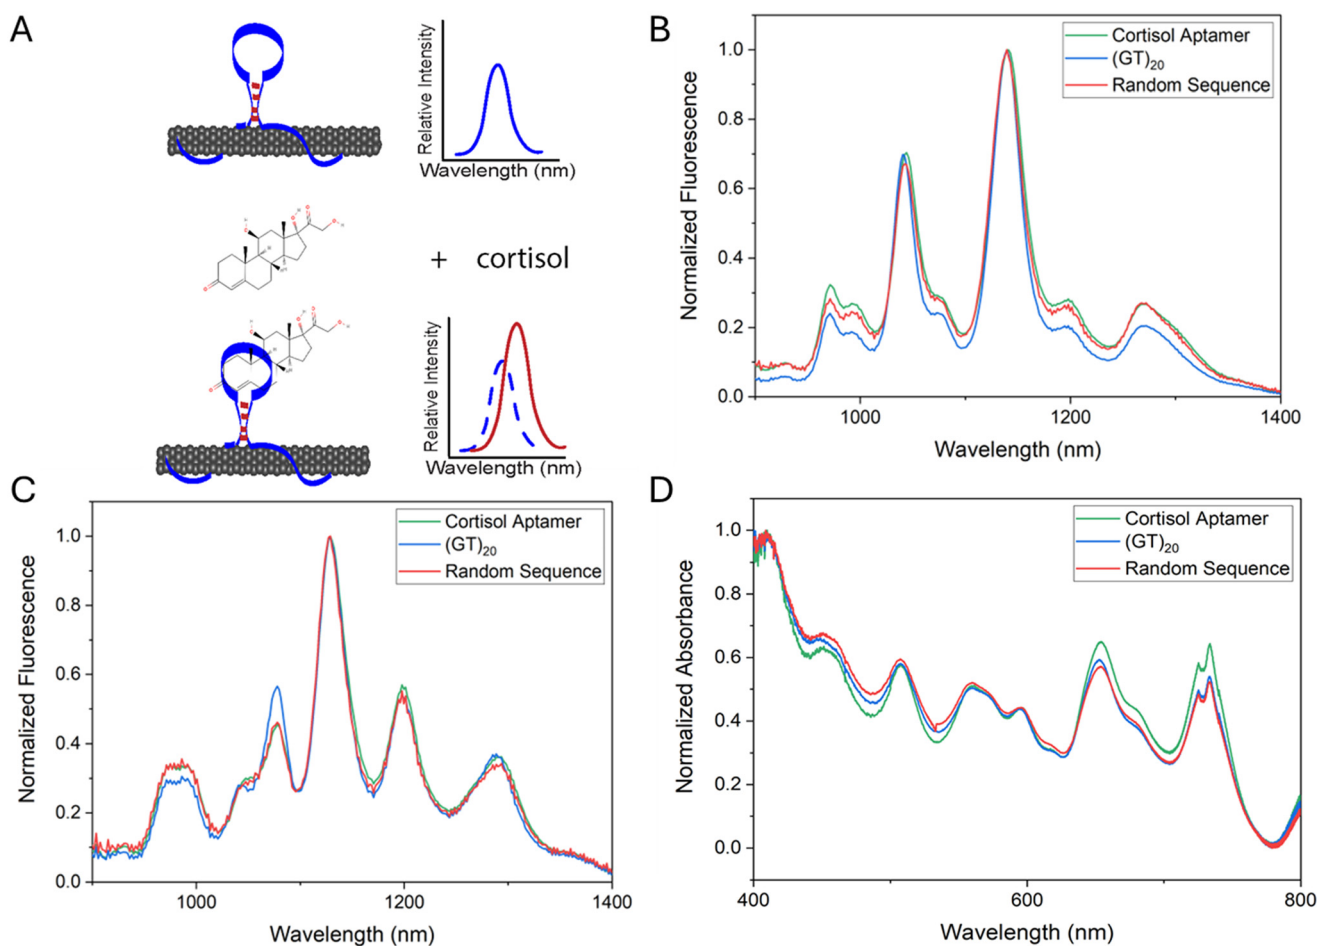 A
Relative Intensity
Wavelength (nm)
+ cortisol
Relative Intensity
Wavelength (nm)
B
Normalized Fluorescence
1.0
0.8
0.6
0.4
0.2
0.0
1000
1200
1400
Wavelength (nm)
Cortisol Aptamer
(GT)20
Random Sequence
C
Normalized Fluorescence
1.0
0.8
0.6
0.4
0.2
0.0
1000
1200
1400
Wavelength (nm)
Cortisol Aptamer
(GT)20
Random Sequence
D
Normalized Absorbance
1.0
0.8
0.6
0.4
0.2
0.0
400
600
800
Wavelength (nm)
Cortisol Aptamer
(GT)20
Random Sequence